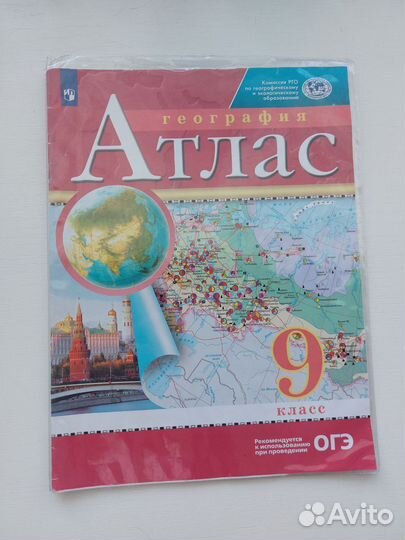 Комиссия РГО
по географическому
и экологическому
образованию
география
Атлас
9
класс
Рекомендуется
к использованию
при проведении
ОГЭ
Avito